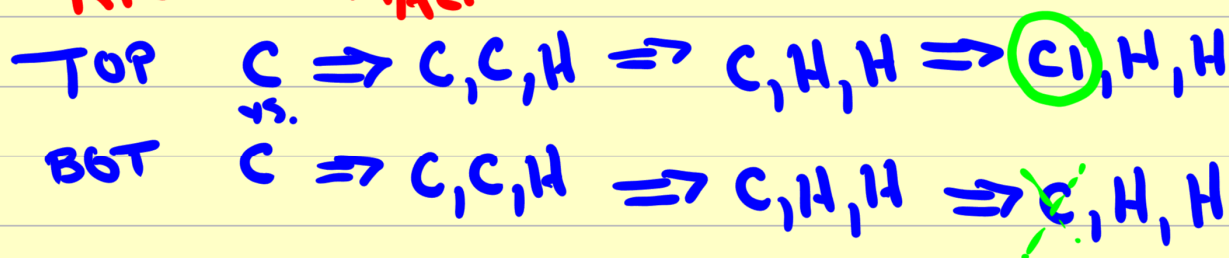 TOP C ⇒ C,C,H ⇒ C,H,H ⇒ Cl,H,H
vs.
BOT C ⇒ C,C,H ⇒ C,H,H ⇒ C,H,H